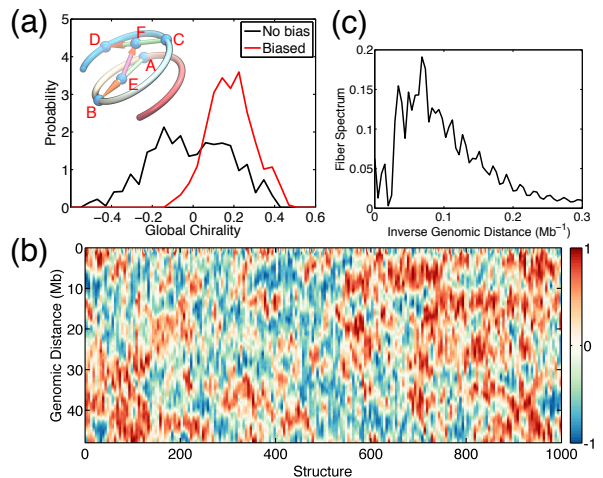 (a)
D
F
C
A
E
B
No bias
Biased
Probability
5
4
3
2
1
0
−0.4
−0.2
0
0.2
0.4
0.6
Global Chirality
(c)
Fiber Spectrum
0.2
0.15
0.1
0.05
0
0
0.1
0.2
0.3
Inverse Genomic Distance (Mb⁻¹)
(b)
Genomic Distance (Mb)
0
10
20
30
40
0
200
400
600
800
1000
Structure
1
0
-1